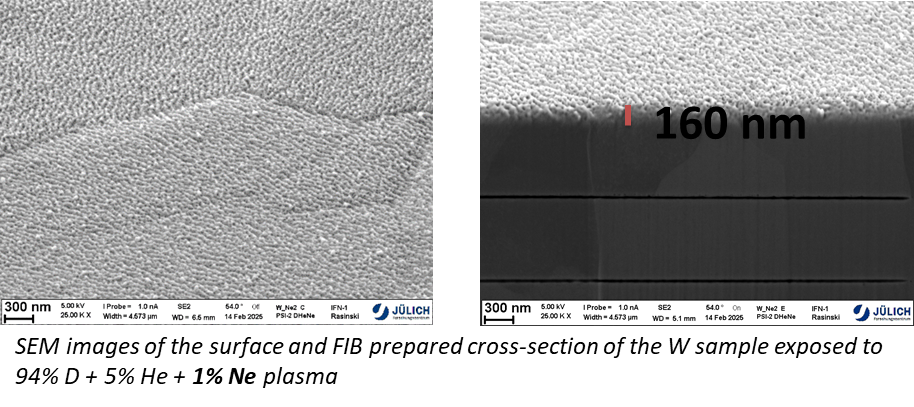 160 nm
300 nm
5.00 kV
25.00 K X
I Probe = 1.0 nA
Width = 4.573 µm
SE2
WD = 6.5 mm
54.0 ° Off
14 Feb 2025
W_Ne2 C
PSI-2 DHeNe
IFN-1
Rasinski
JÜLICH
Forschungszentrum
300 nm
5.00 kV
25.00 K X
I Probe = 1.0 nA
Width = 4.573 µm
SE2
WD = 5.1 mm
54.0 ° On
14 Feb 2025
W_Ne2 E
PSI-2 DHeNe
IFN-1
Rasinski
JÜLICH
Forschungszentrum
SEM images of the surface and FIB prepared cross-section of the W sample exposed to
94% D + 5% He + 1% Ne plasma